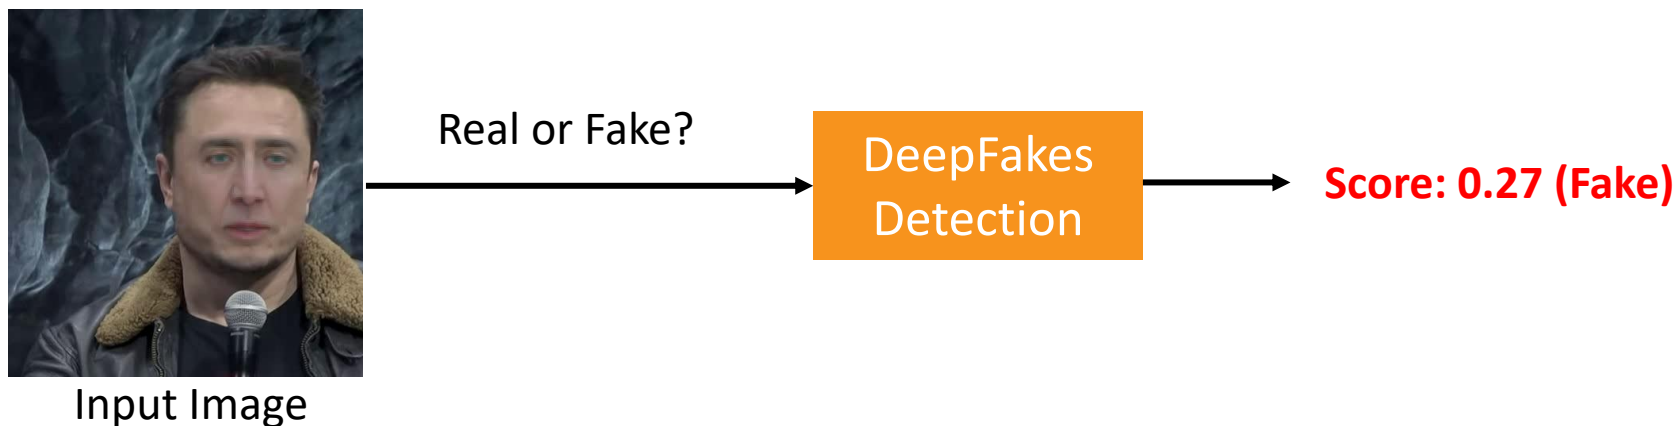 Real or Fake?
DeepFakes
Detection
Score: 0.27 (Fake)
Input Image